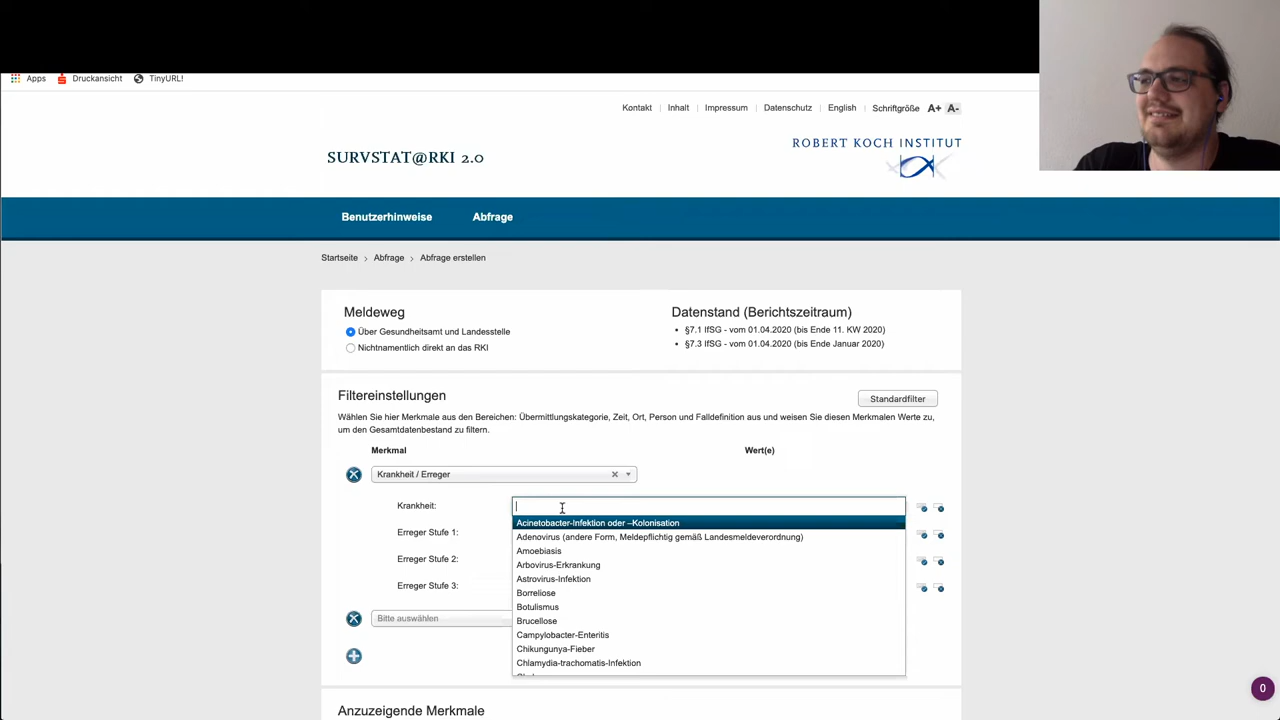 Apps Druckansicht TinyURL!
Kontakt | Inhalt | Impressum | Datenschutz | English | Schriftgröße A+ A-
SURVSTAT@RKI 2.0
ROBERT KOCH INSTITUT
Benutzerhinweise Abfrage
Startseite > Abfrage > Abfrage erstellen
Meldeweg
Über Gesundheitsamt und Landesstelle
Nichtnamentlich direkt an das RKI
Datenstand (Berichtszeitraum)
• §7.1 IfSG - vom 01.04.2020 (bis Ende 11. KW 2020)
• §7.3 IfSG - vom 01.04.2020 (bis Ende Januar 2020)
Filtereinstellungen
Standardfilter
Wählen Sie hier Merkmale aus den Bereichen: Übermittlungskategorie, Zeit, Ort, Person und Falldefinition aus und weisen Sie diesen Merkmalen Werte zu,
um den Gesamtdatenbestand zu filtern.
Merkmal Wert(e)
Krankheit / Erreger
Krankheit:
Erreger Stufe 1:
Erreger Stufe 2:
Erreger Stufe 3:
Bitte auswählen
Acinetobacter-Infektion oder –Kolonisation
Adenovirus (andere Form, Meldepflichtig gemäß Landesmeldeverordnung)
Amoebiasis
Arbovirus-Erkrankung
Astrovirus-Infektion
Borreliose
Botulismus
Brucellose
Campylobacter-Enteritis
Chikungunya-Fieber
Chlamydia-trachomatis-Infektion
Anzuzeigende Merkmale
0